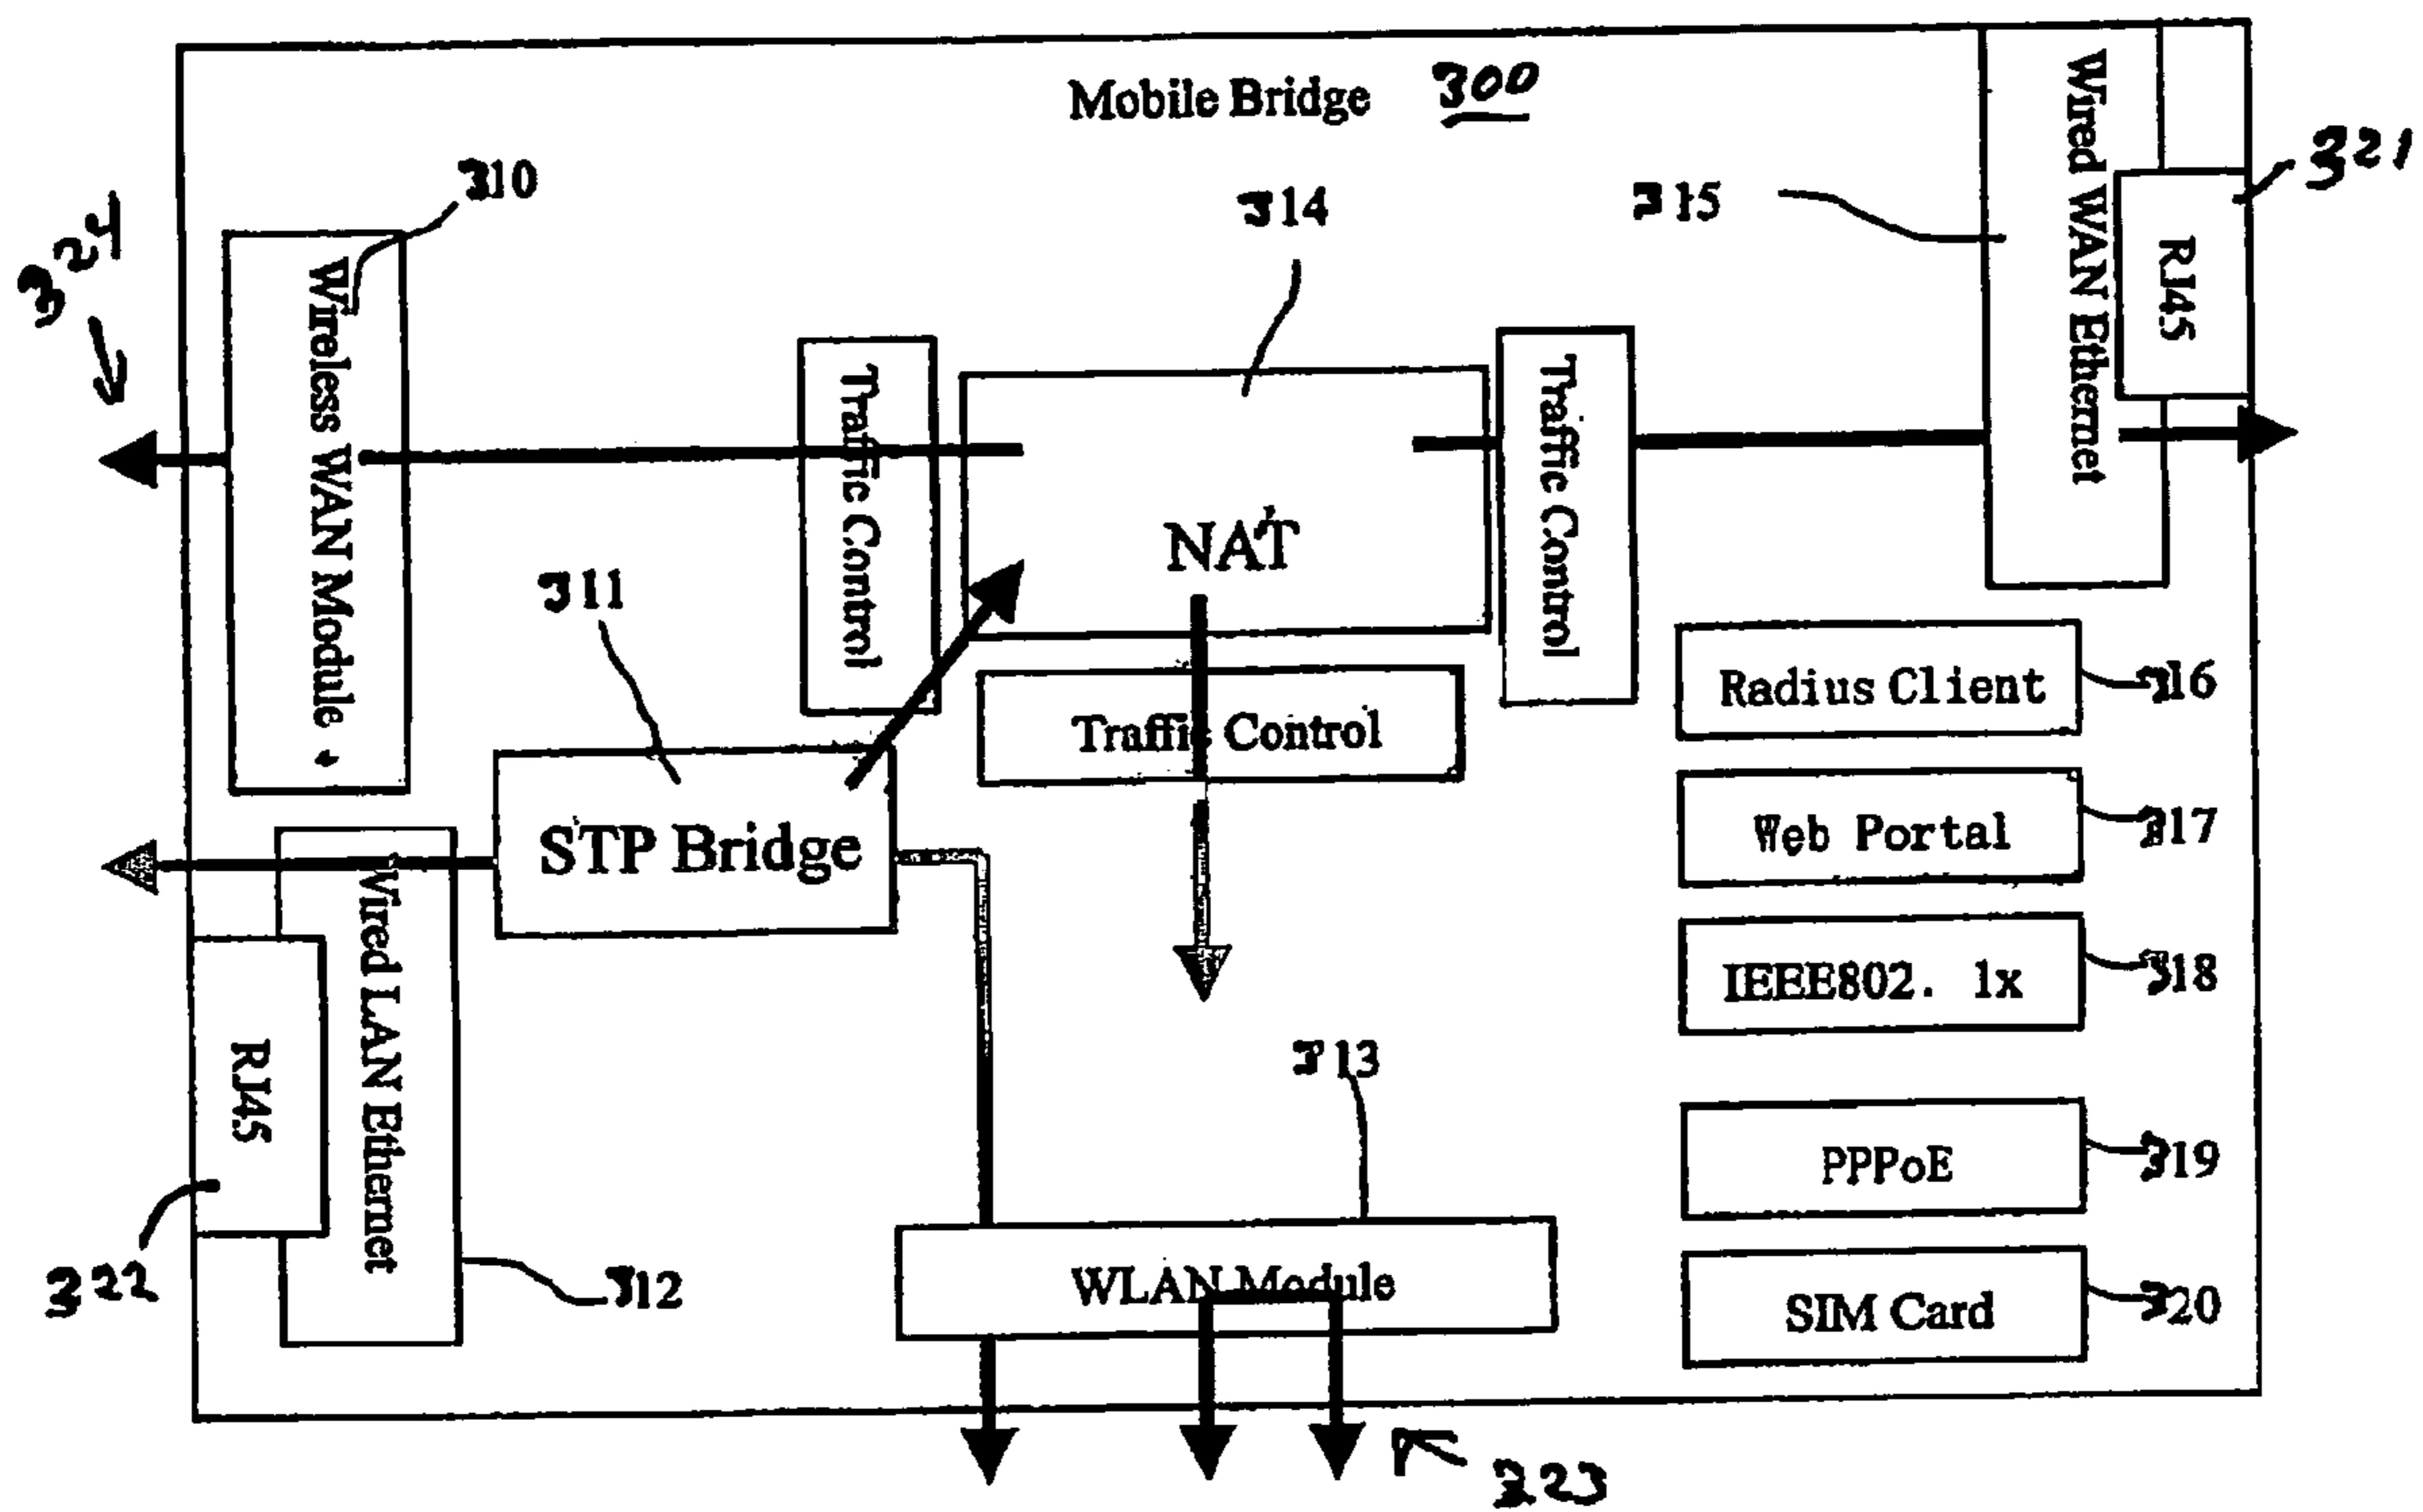 Mobile Bridge 300
310
314
315
321
324
Wireless WAN Module +
Traffic Control
NAT
Traffic Control
Wired WAN Ethernet
RJ45
311
STP Bridge
Traffic Control
Radius Client
316
Web Portal
317
IEEE802. 1x
318
PPPoE
319
SIM Card
320
Wired LAN Ethernet
RJ45
322
312
313
WLAN Module
323